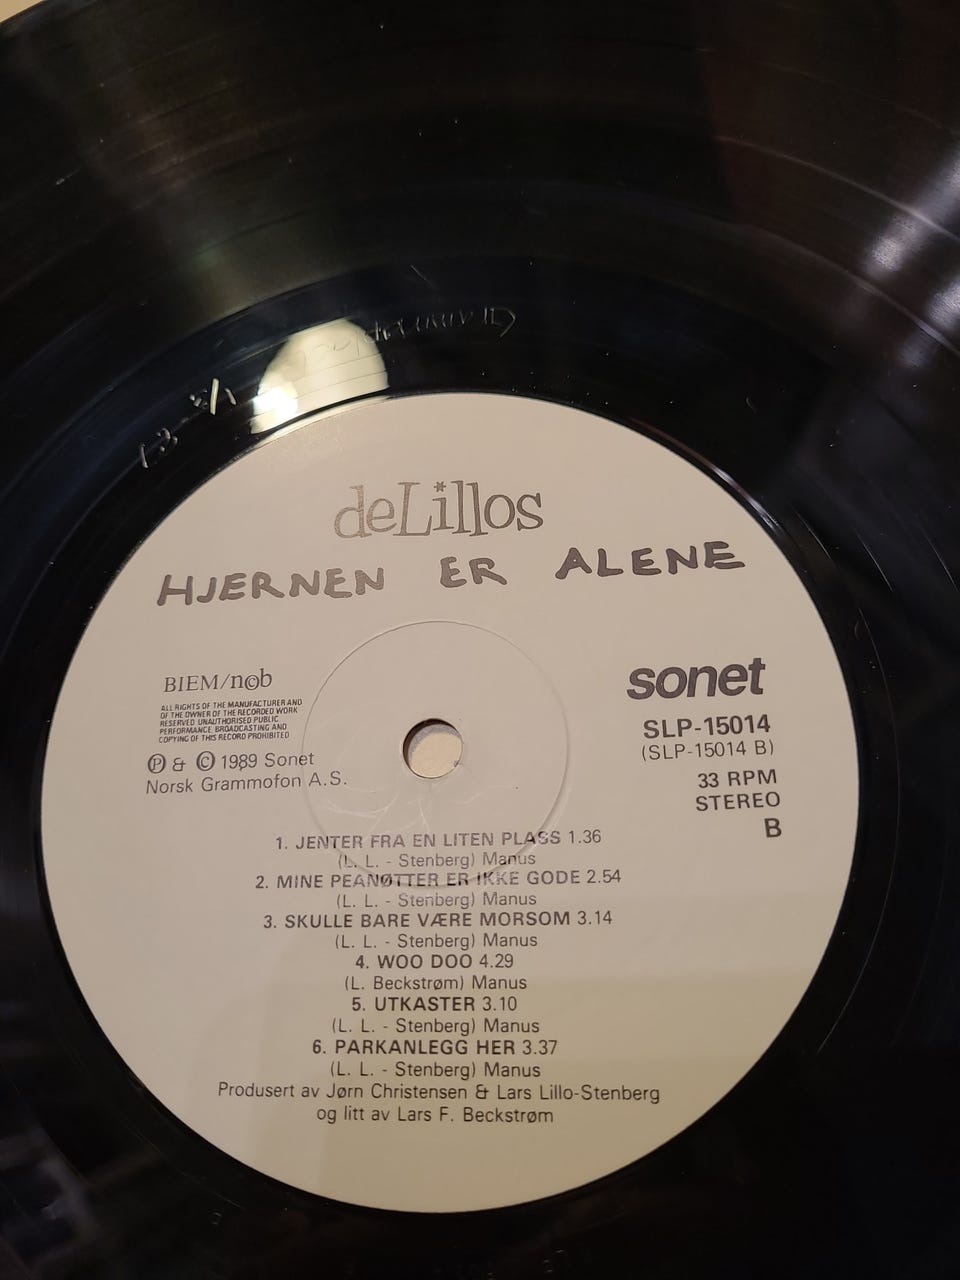 deLillos
HJERNEN ER ALENE
BIEM/n©b
ALL RIGHTS OF THE MANUFACTURER AND
OF THE OWNER OF THE RECORDED WORK
RESERVED UNAUTHORISED PUBLIC
PERFORMANCE, BROADCASTING AND
COPYING OF THIS RECORD PROHIBITED
Ⓟ & © 1989 Sonet
Norsk Grammofon A.S.
sonet
SLP-15014
(SLP-15014 B)
33 RPM
STEREO
B
1. JENTER FRA EN LITEN PLASS 1.36
(L. L. - Stenberg) Manus
2. MINE PEANØTTER ER IKKE GODE 2.54
(L. L. - Stenberg) Manus
3. SKULLE BARE VÆRE MORSOM 3.14
(L. L. - Stenberg) Manus
4. WOO DOO 4.29
(L. Beckstrøm) Manus
5. UTKASTER 3.10
(L. L. - Stenberg) Manus
6. PARKANLEGG HER 3.37
(L. L. - Stenberg) Manus
Produsert av Jørn Christensen & Lars Lillo-Stenberg
og litt av Lars F. Beckstrøm